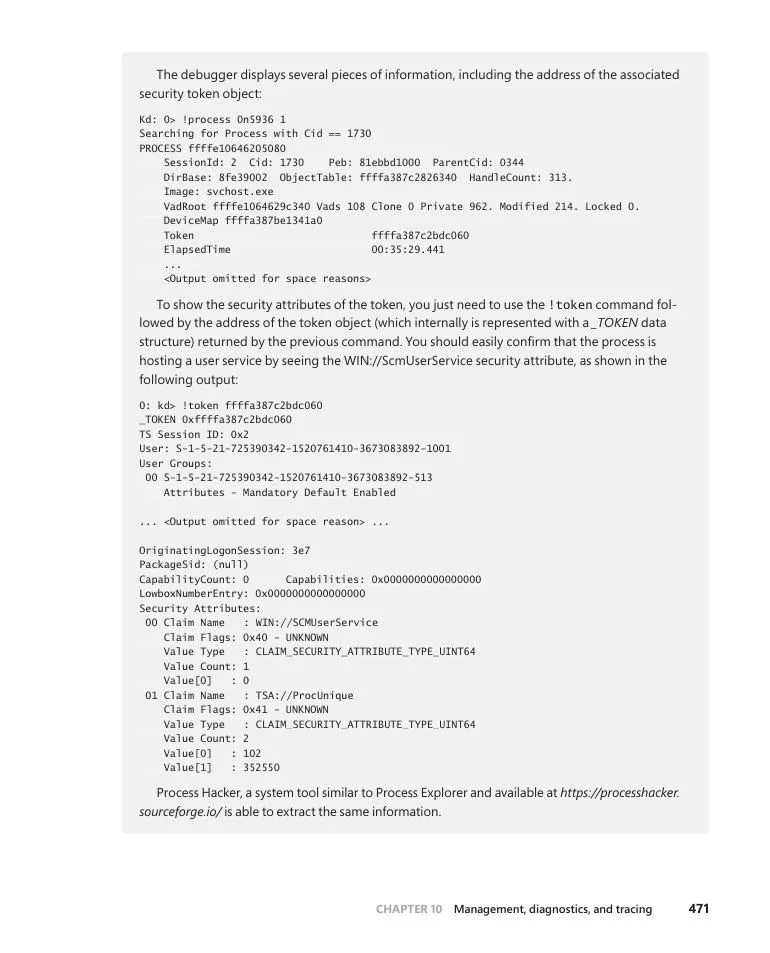 The debugger displays several pieces of information, including the address of the associated
security token object:
Kd: 0> !process 0n5936 1
Searching for Process with Cid == 1730
PROCESS ffffe10646205080
SessionId: 2  Cid: 1730    Peb: 81ebbd1000  ParentCid: 0344
DirBase: 8fe39002  ObjectTable: ffffa387c2826340  HandleCount: 313.
Image: svchost.exe
VadRoot ffffe1064629c340 Vads 108 Clone 0 Private 962. Modified 214. Locked 0.
DeviceMap ffffa387be1341a0
Token                             ffffa387c2bdc060
ElapsedTime                       00:35:29.441
...
<Output omitted for space reasons>
To show the security attributes of the token, you just need to use the !token command fol-
lowed by the address of the token object (which internally is represented with a _TOKEN data
structure) returned by the previous command. You should easily confirm that the process is
hosting a user service by seeing the WIN://ScmUserService security attribute, as shown in the
following output:
0: kd> !token ffffa387c2bdc060
_TOKEN 0xffffa387c2bdc060
TS Session ID: 0x2
User: S-1-5-21-725390342-1520761410-3673083892-1001
User Groups:
00 S-1-5-21-725390342-1520761410-3673083892-513
Attributes - Mandatory Default Enabled
... <Output omitted for space reason> ...
OriginatingLogonSession: 3e7
PackageSid: (null)
CapabilityCount: 0      Capabilities: 0x0000000000000000
LowboxNumberEntry: 0x0000000000000000
Security Attributes:
00 Claim Name   : WIN://SCMUserService
Claim Flags: 0x40 - UNKNOWN
Value Type   : CLAIM_SECURITY_ATTRIBUTE_TYPE_UINT64
Value Count: 1
Value[0]   : 0
01 Claim Name   : TSA://ProcUnique
Claim Flags: 0x41 - UNKNOWN
Value Type   : CLAIM_SECURITY_ATTRIBUTE_TYPE_UINT64
Value Count: 2
Value[0]   : 102
Value[1]   : 352550
Process Hacker, a system tool similar to Process Explorer and available at https://processhacker.
sourceforge.io/ is able to extract the same information.
CHAPTER 10    Management, diagnostics, and tracing    471